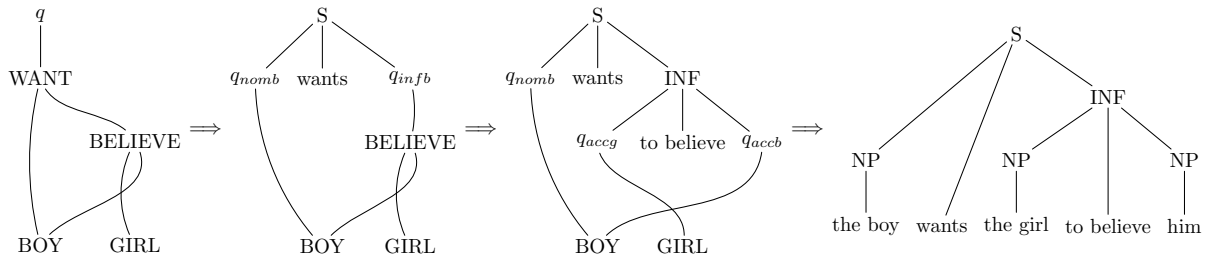 q
WANT
BELIEVE
BOY GIRL
⟹
S
q_nomb wants q_infb
BELIEVE
BOY GIRL
⟹
S
q_nomb wants INF
q_accg to believe q_accb
BOY GIRL
⟹
S
INF
NP NP NP
the boy wants the girl to believe him